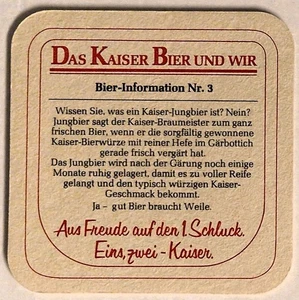 DAS KAISER BIER UND WIR
Bier-Information Nr. 3
Wissen Sie, was ein Kaiser-Jungbier ist? Nein?
Jungbier sagt der Kaiser-Braumeister zum ganz
frischen Bier, wenn er die sorgfältig gewonnene
Kaiser-Bierwürze mit reiner Hefe im Gärbottich
gerade frisch vergärt hat.
Das Jungbier wird nach der Gärung noch einige
Monate ruhig gelagert, damit es zu voller Reife
gelangt und den typisch würzigen Kaiser-
Geschmack bekommt.
Ja – gut Bier braucht Weile.
Aus Freude auf den 1. Schluck.
Eins, zwei - Kaiser.